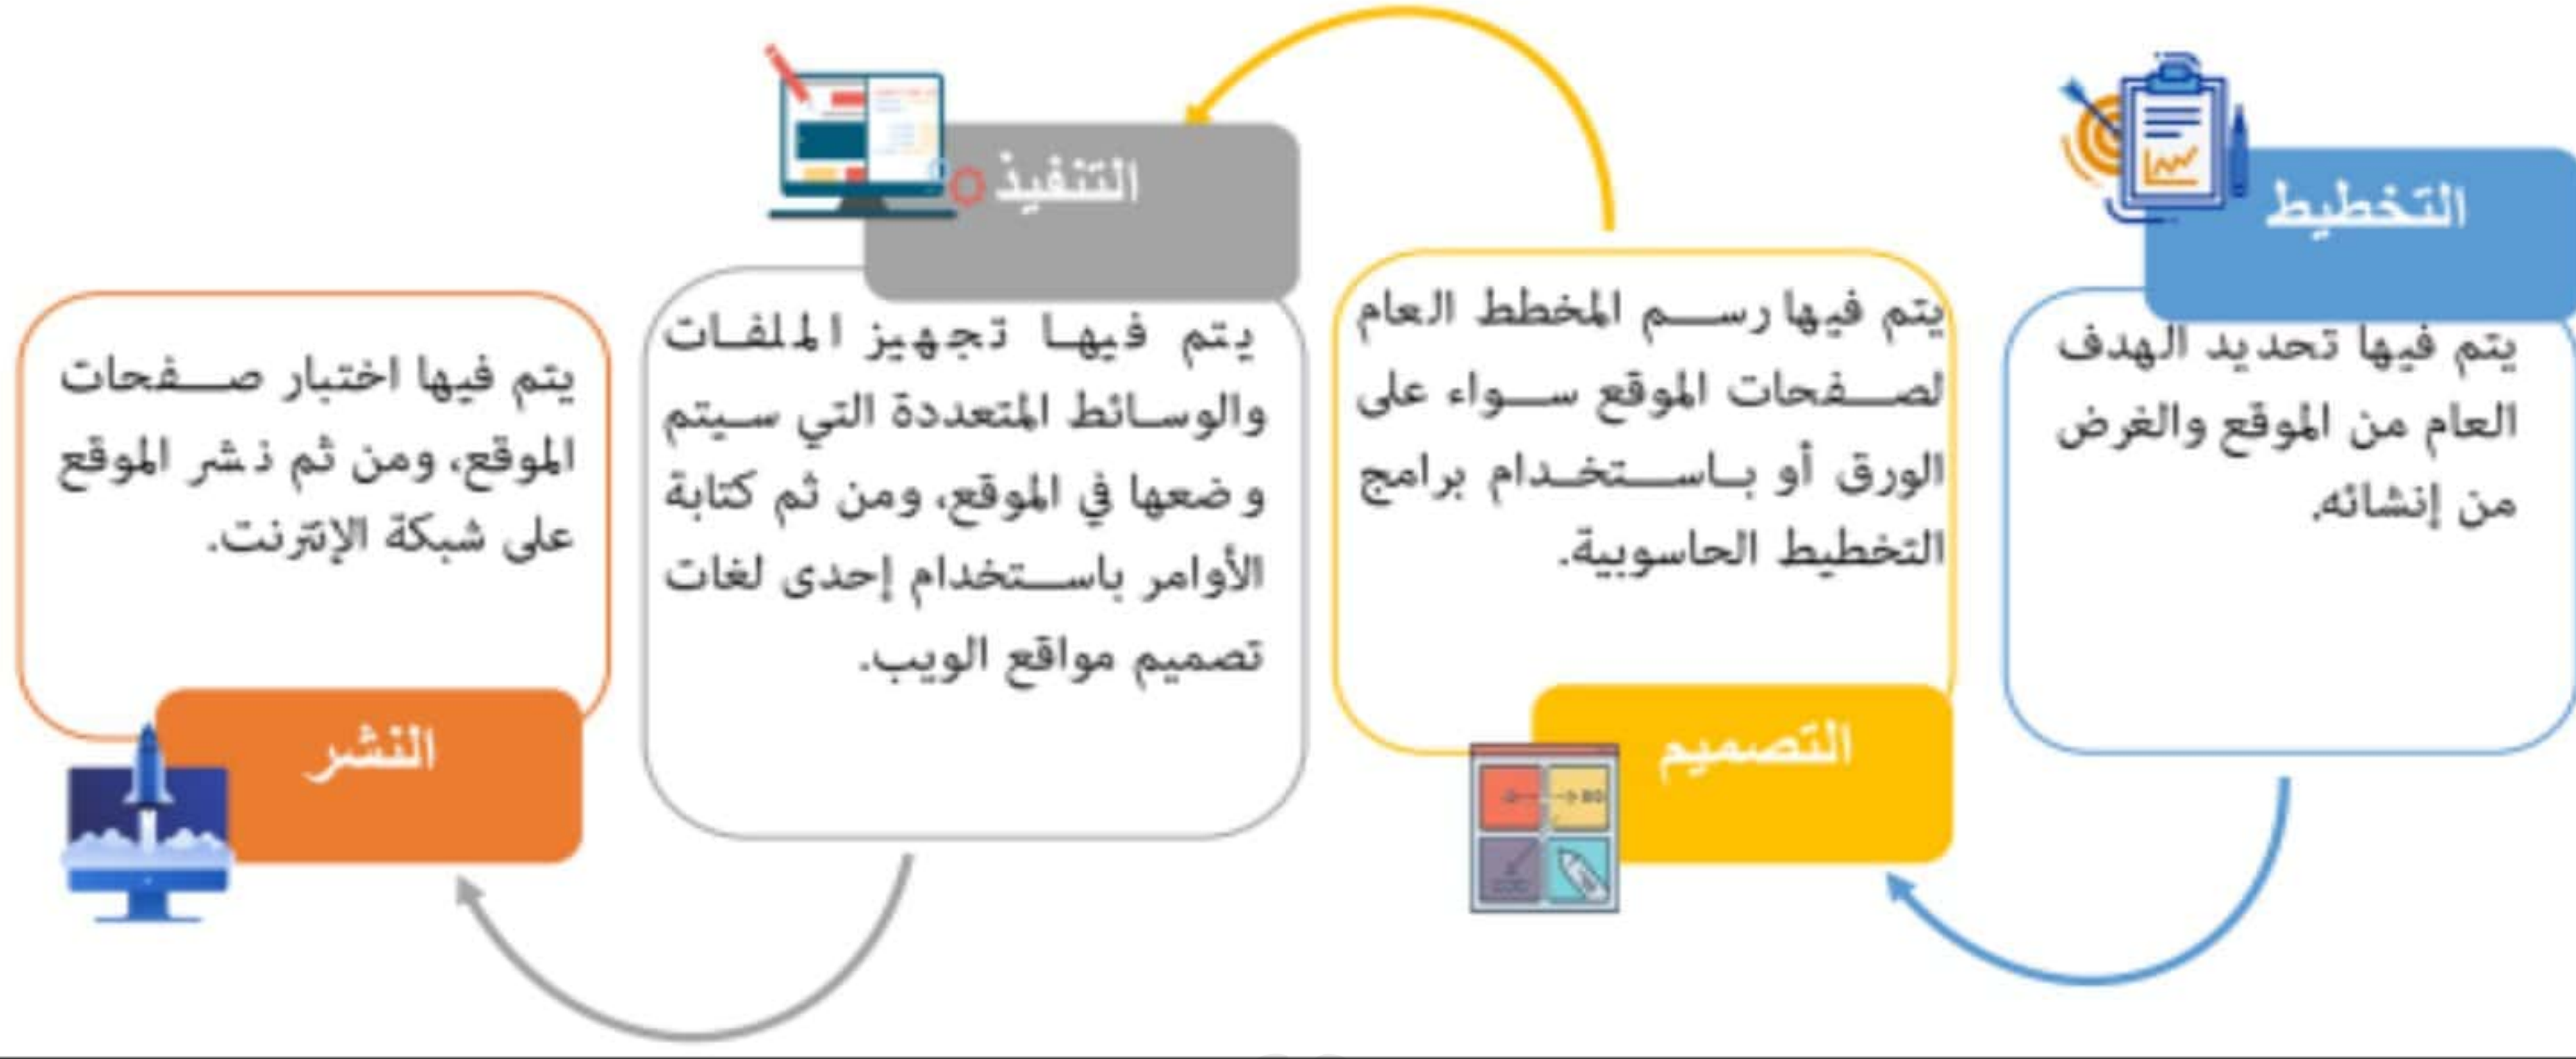 التخطيط
يتم فيها تحديد الهدف
العام من الموقع والغرض
من إنشائه.
يتم فيها رسم المخطط العام
لصفحات الموقع سواء على
الورق أو باستخدام برامج
التخطيط الحاسوبية.
التصميم
التنفيذ
يتم فيها تجهيز الملفات
والوسائط المتعددة التي سيتم
وضعها في الموقع، ومن ثم كتابة
الأوامر باستخدام إحدى لغات
تصميم مواقع الويب.
يتم فيها اختبار صفحات
الموقع، ومن ثم نشر الموقع
على شبكة الإنترنت.
النشر